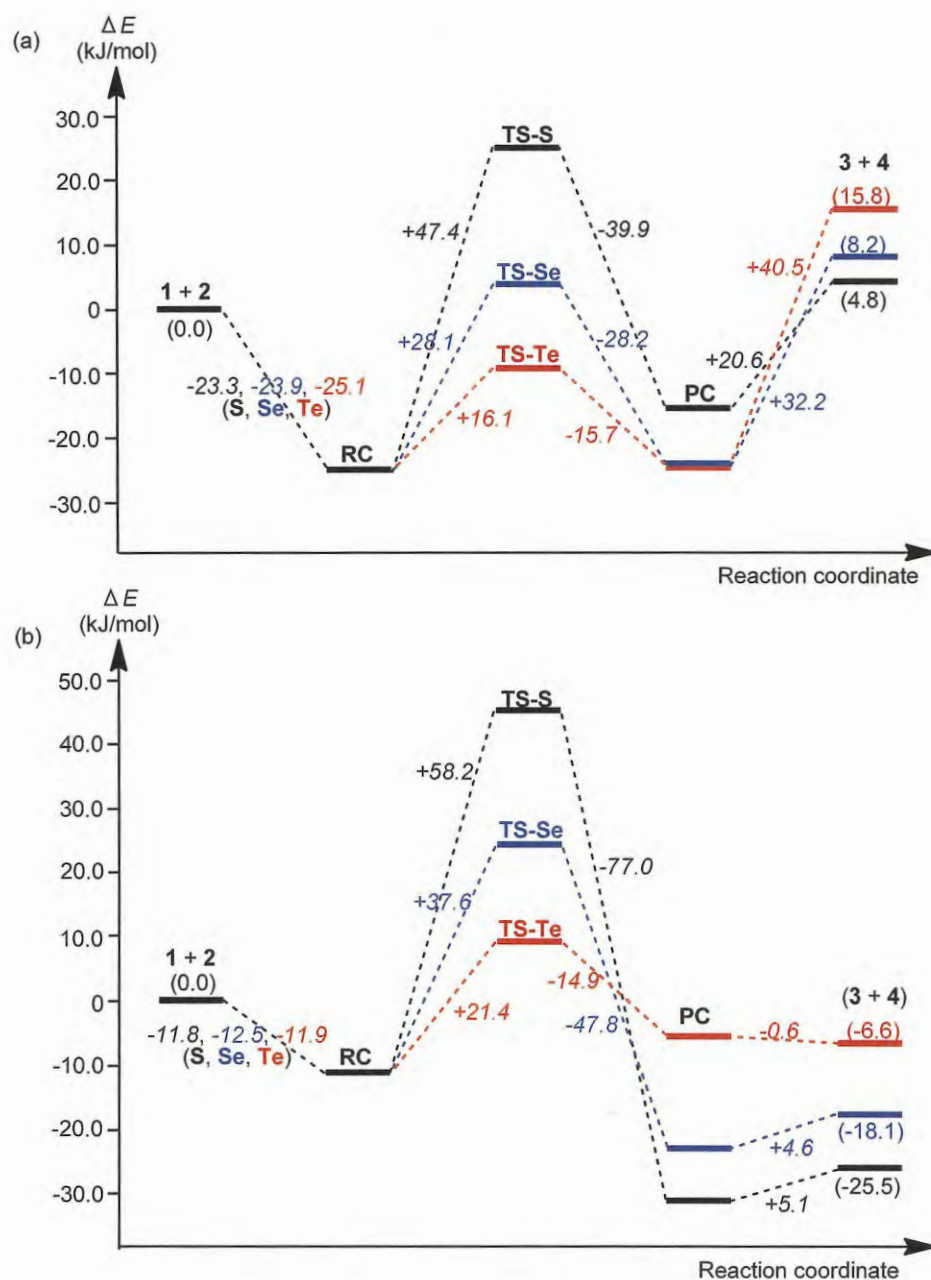 (a)
Δ E
(kJ/mol)
30.0
20.0
10.0
0
-10.0
-20.0
-30.0
1 + 2
(0.0)
-23.3, -23.9, -25.1
(S, Se, Te)
RC
+47.4
+28.1
+16.1
TS-S
TS-Se
TS-Te
-39.9
-28.2
-15.7
PC
+40.5
+20.6
+32.2
3 + 4
(15.8)
(8.2)
(4.8)
Reaction coordinate
(b)
Δ E
(kJ/mol)
50.0
40.0
30.0
20.0
10.0
0
-10.0
-20.0
-30.0
1 + 2
(0.0)
-11.8, -12.5, -11.9
(S, Se, Te)
RC
+58.2
+37.6
+21.4
TS-S
TS-Se
TS-Te
-77.0
-14.9
-47.8
PC
-0.6
+4.6
+5.1
(3 + 4)
(-6.6)
(-18.1)
(-25.5)
Reaction coordinate